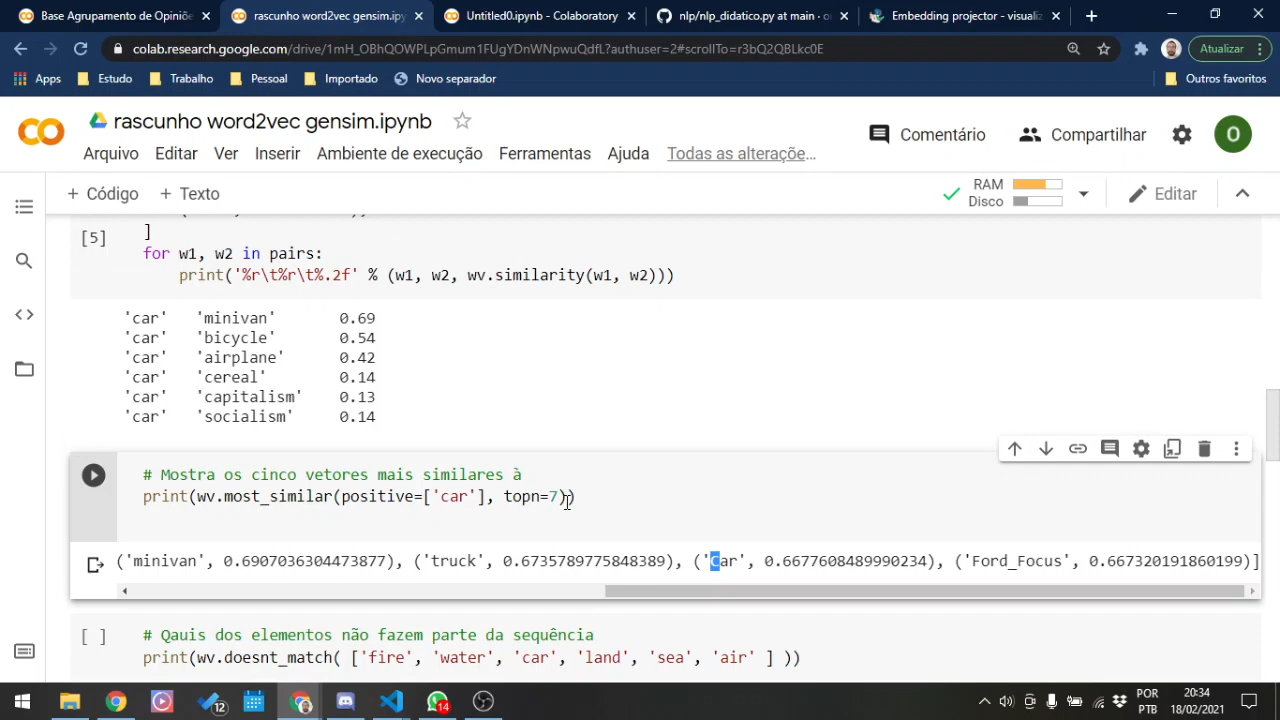 Base Agrupamento de Opiniõe
rascunho word2vec gensim.ipyn
Untitled0.ipynb - Colaboratory
nlp/nlp_didatico.py at main · o
Embedding projector - visualiz
colab.research.google.com/drive/1mH_OBhQOWPLpGmum1FUgYDnWNpwuQdfL?authuser=2#scrollTo=r3bQ2QBLkc0E
Atualizar
Apps
Estudo
Trabalho
Pessoal
Importado
Novo separador
Outros favoritos
rascunho word2vec gensim.ipynb
Comentário
Compartilhar
O
Arquivo Editar Ver Inserir Ambiente de execução Ferramentas Ajuda Todas as alteraçõe…
+ Código + Texto
RAM
Disco
Editar
[5] ]
for w1, w2 in pairs:
print('%r\t%r\t%.2f' % (w1, w2, wv.similarity(w1, w2)))
'car' 'minivan' 0.69
'car' 'bicycle' 0.54
'car' 'airplane' 0.42
'car' 'cereal' 0.14
'car' 'capitalism' 0.13
'car' 'socialism' 0.14
# Mostra os cinco vetores mais similares à
print(wv.most_similar(positive=['car'], topn=7))
('minivan', 0.6907036304473877), ('truck', 0.6735789775848389), ('Car', 0.6677608489990234), ('Ford_Focus', 0.667320191860199)]
[ ] # Qauis dos elementos não fazem parte da sequência
print(wv.doesnt_match( ['fire', 'water', 'car', 'land', 'sea', 'air' ] ))
12
14
POR
PTB
20:34
18/02/2021